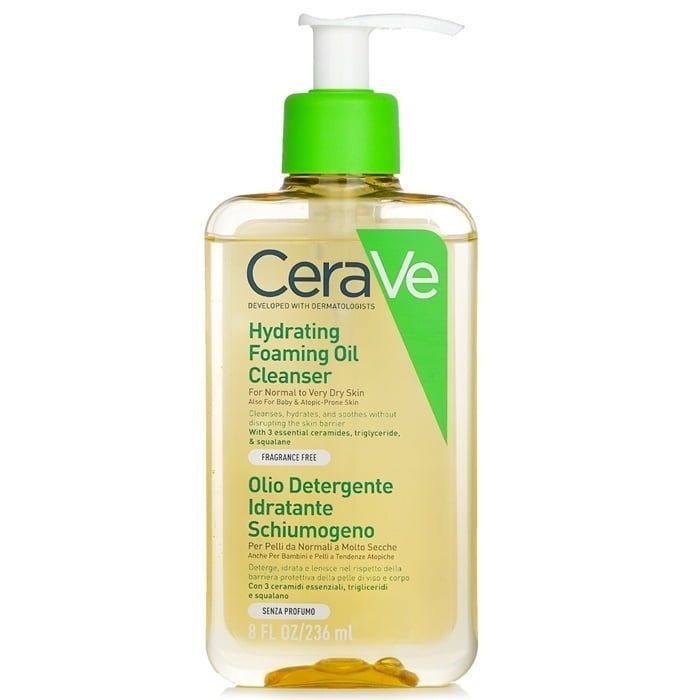 CeraVe
DEVELOPED WITH DERMATOLOGISTS
Hydrating
Foaming Oil
Cleanser
For Normal to Very Dry Skin
Also For Baby & Atopic-Prone Skin
Cleanses, hydrates, and soothes without
disrupting the skin barrier
With 3 essential ceramides, triglyceride,
& squalane
FRAGRANCE FREE
Olio Detergente
Idratante
Schiumogeno
Per Pelli da Normali a Molto Secche
Anche Per Bambini e Pelli a Tendenze Atopiche
Deterge, idrata e lenisce nel rispetto della
barriera protettiva della pelle di viso e corpo
Con 3 ceramidi essenziali, trigliceridi
e squalano
SENZA PROFUMO
8 FL OZ/236 ml